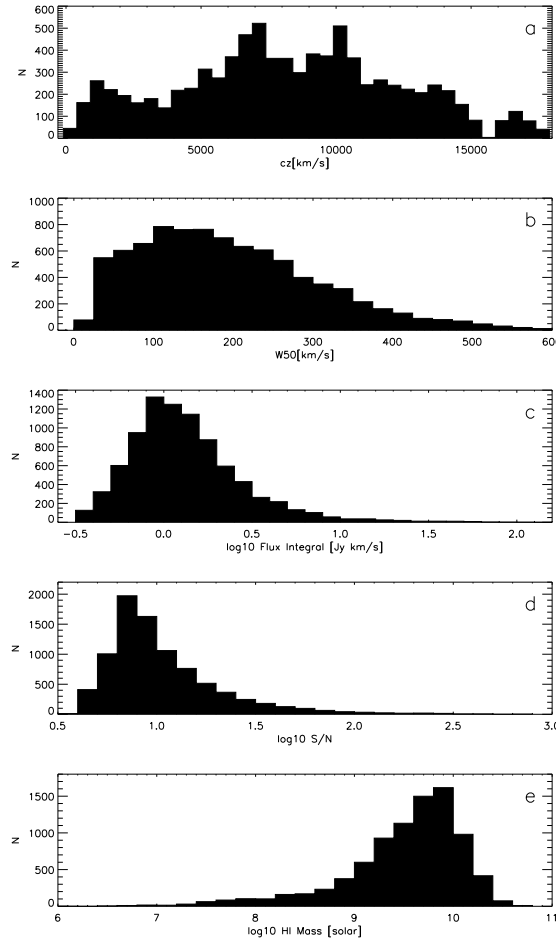 600
500
400
300
200
100
0
N
a
0 5000 10000 15000
cz[km/s]
1000
800
600
400
200
0
N
b
0 100 200 300 400 500 60
W50[km/s]
1400
1200
1000
800
600
400
200
0
N
c
−0.5 0.0 0.5 1.0 1.5 2.0
log10 Flux Integral [Jy km/s]
2000
1500
1000
500
0
N
d
0.5 1.0 1.5 2.0 2.5 3.0
log10 S/N
1500
1000
500
0
N
e
6 7 8 9 10 11
log10 HI Mass [solar]